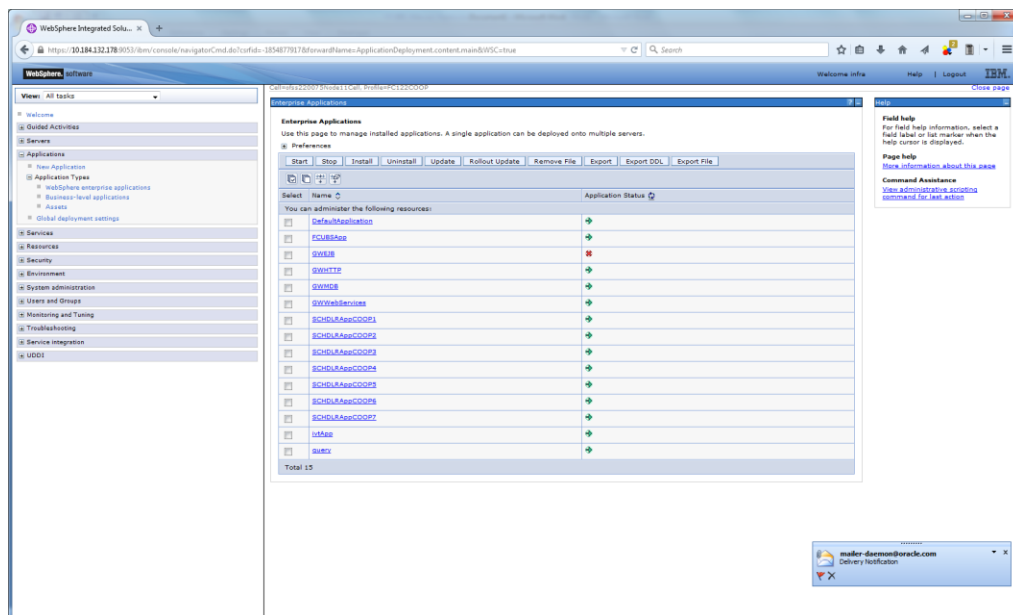 WebSphere Integrated Solu...
https://10.184.132.178:9053/ibm/console/navigatorCmd.do?csrfid=-1854877917&forwardName=ApplicationDeployment.content.main&WSC=true
Search
WebSphere. software
Welcome infra
Help | Logout
IBM.
View: All tasks
Cell=ofss220075Node11Cell, Profile=FC122COOP
Close page
Welcome
Guided Activities
Servers
Applications
New Application
Application Types
WebSphere enterprise applications
Business-level applications
Assets
Global deployment settings
Services
Resources
Security
Environment
System administration
Users and Groups
Monitoring and Tuning
Troubleshooting
Service integration
UDDI
Enterprise Applications
Enterprise Applications
Use this page to manage installed applications. A single application can be deployed onto multiple servers.
Preferences
Start Stop Install Uninstall Update Rollout Update Remove File Export Export DDL Export File
Select Name Application Status
You can administer the following resources:
DefaultApplication
FCUBSApp
GWEJB
GWHTTP
GWMDB
GWWebServices
SCHDLRAppCOOP1
SCHDLRAppCOOP2
SCHDLRAppCOOP3
SCHDLRAppCOOP4
SCHDLRAppCOOP5
SCHDLRAppCOOP6
SCHDLRAppCOOP7
ivtApp
query
Total 15
Help
Field help
For field help information, select a
field label or list marker when the
help cursor is displayed.
Page help
More information about this page
Command Assistance
View administrative scripting
command for last action
mailer-daemon@oracle.com
Delivery Notification